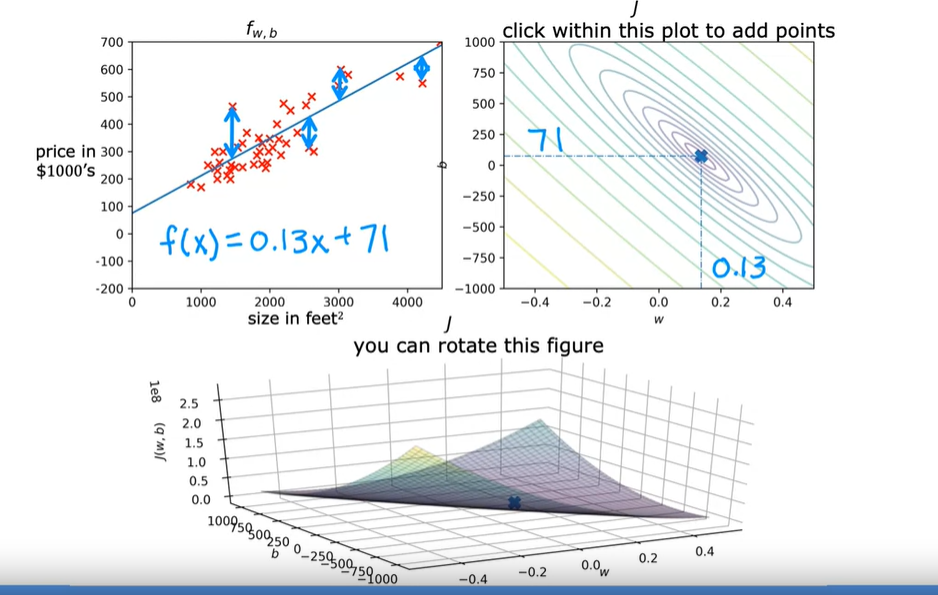 f w, b
700
600
500
400
300
200
100
0
-100
-200
price in
$1000's
f(x) = 0.13x + 71
0 1000 2000 3000 4000
size in feet²
J
click within this plot to add points
1000
750
500
250
0
−250
−500
−750
−1000
b
71
0.13
−0.4 −0.2 0.0 0.2 0.4
w
J
you can rotate this figure
1e8
J(w, b)
2.5
2.0
1.5
1.0
0.5
0.0
1000 750 500 250 0 −250 −500 −750 −1000
b
−0.4 −0.2 0.0 0.2 0.4
w